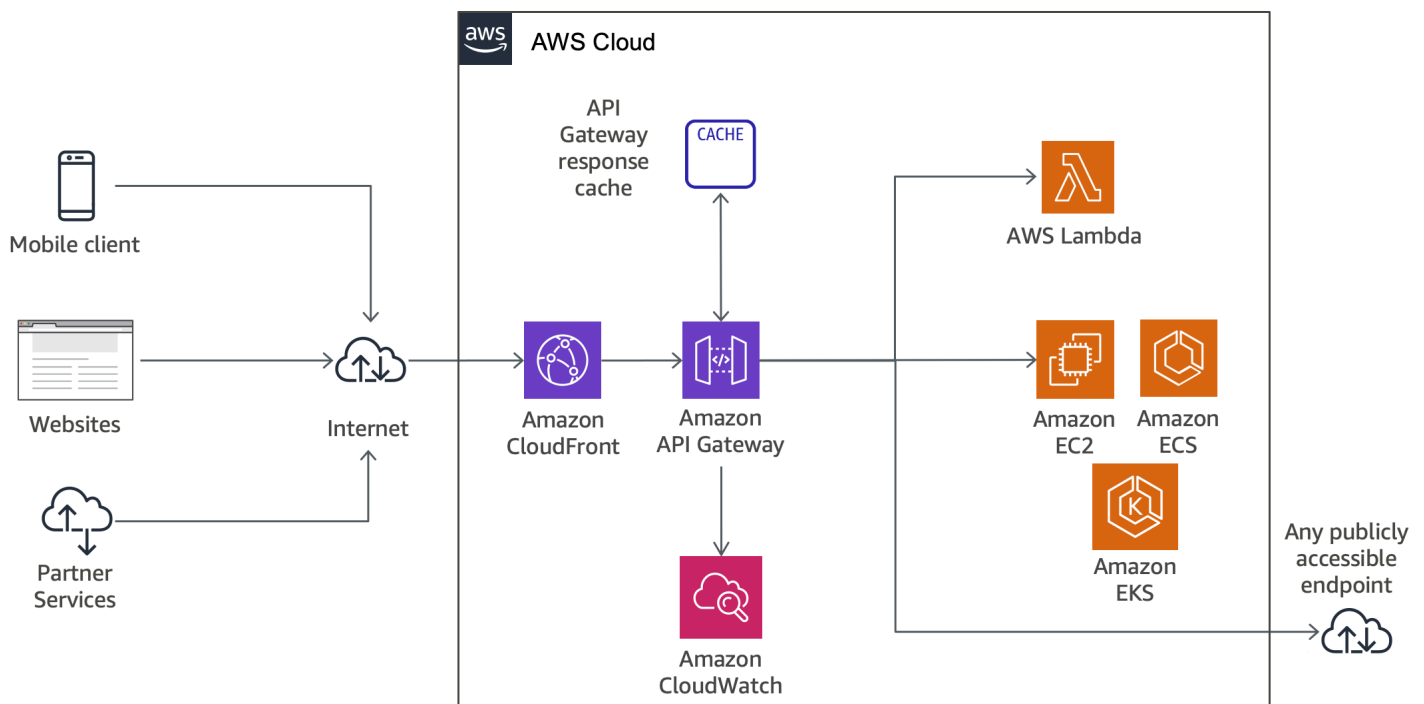 aws
AWS Cloud
API
Gateway
response
cache
CACHE
Mobile client
AWS Lambda
Websites
Internet
Amazon
CloudFront
Amazon
API Gateway
</>
Amazon
EC2
Amazon
ECS
K
Amazon
EKS
Partner
Services
Any publicly
accessible
endpoint
Amazon
CloudWatch